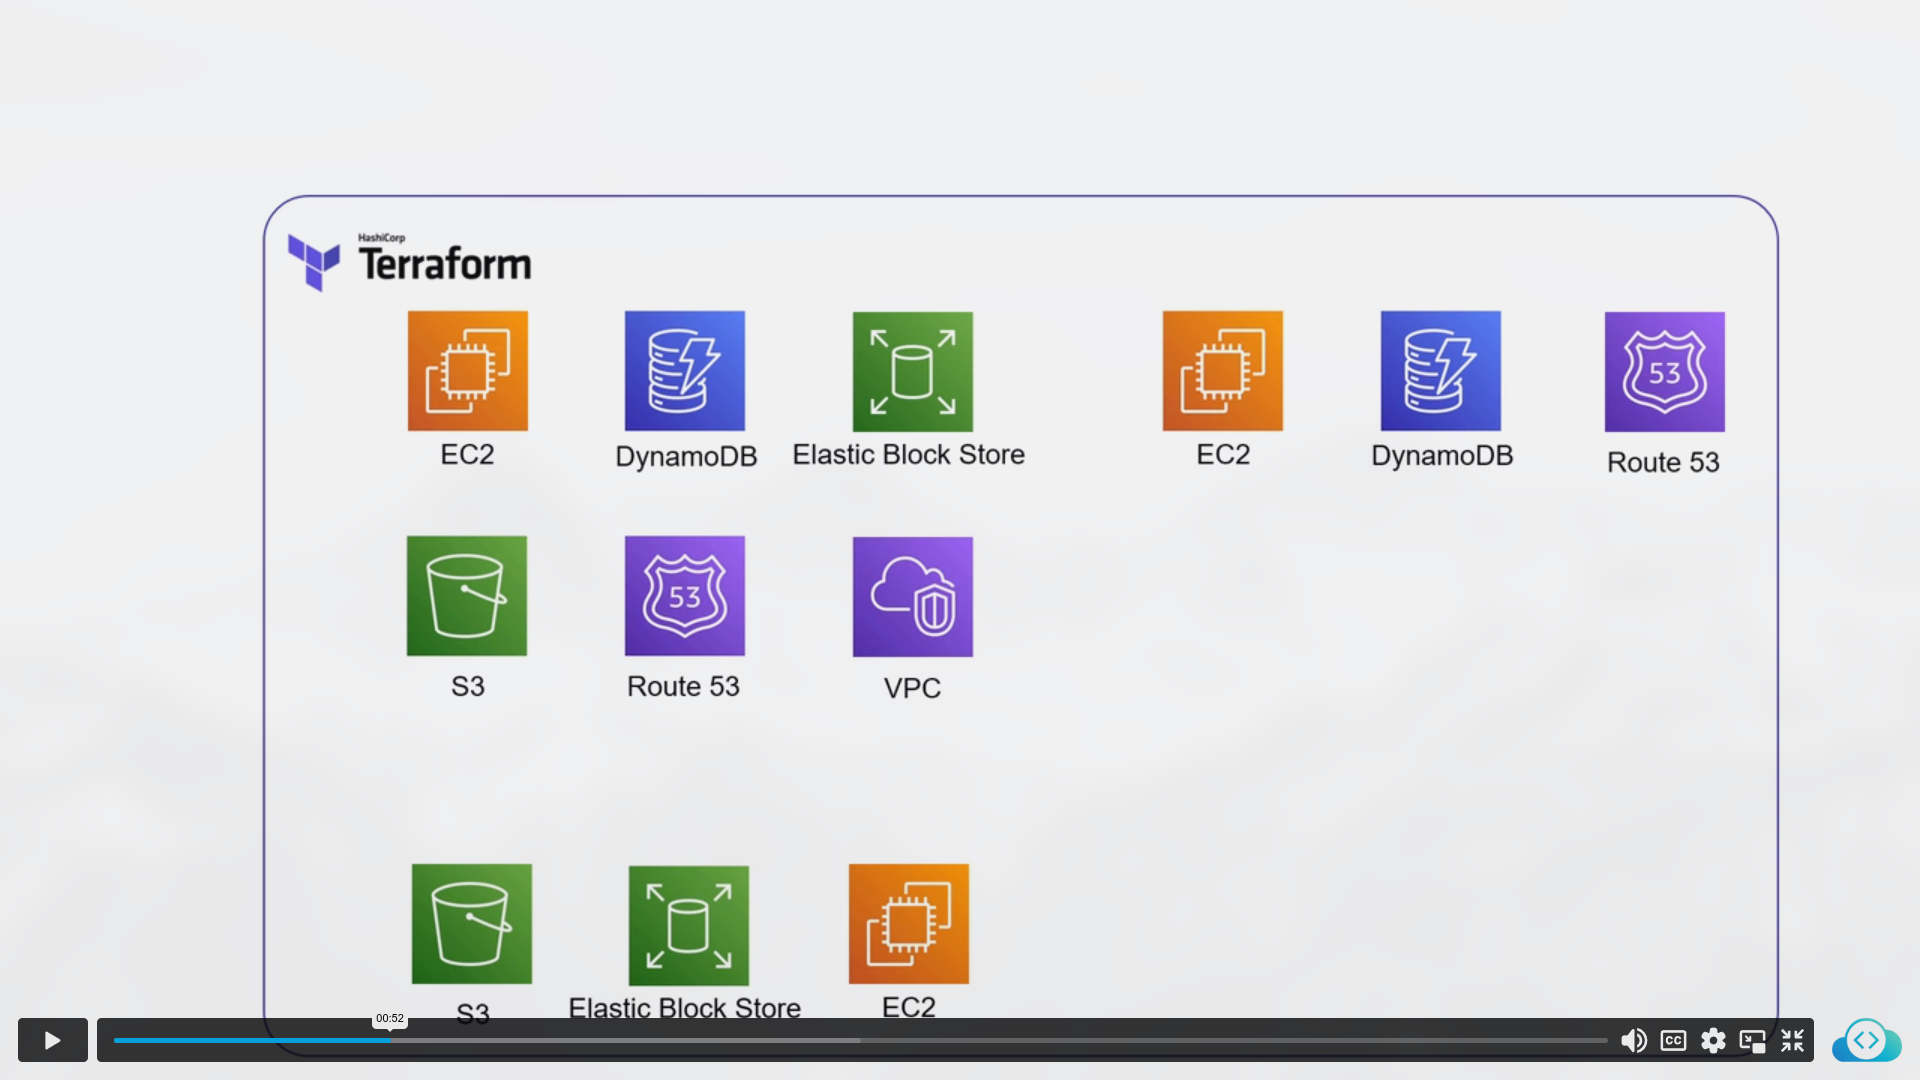 HashiCorp
Terraform
EC2 DynamoDB Elastic Block Store EC2 DynamoDB Route 53
53
S3 Route 53 VPC
53
S3 Elastic Block Store EC2
00:52
CC